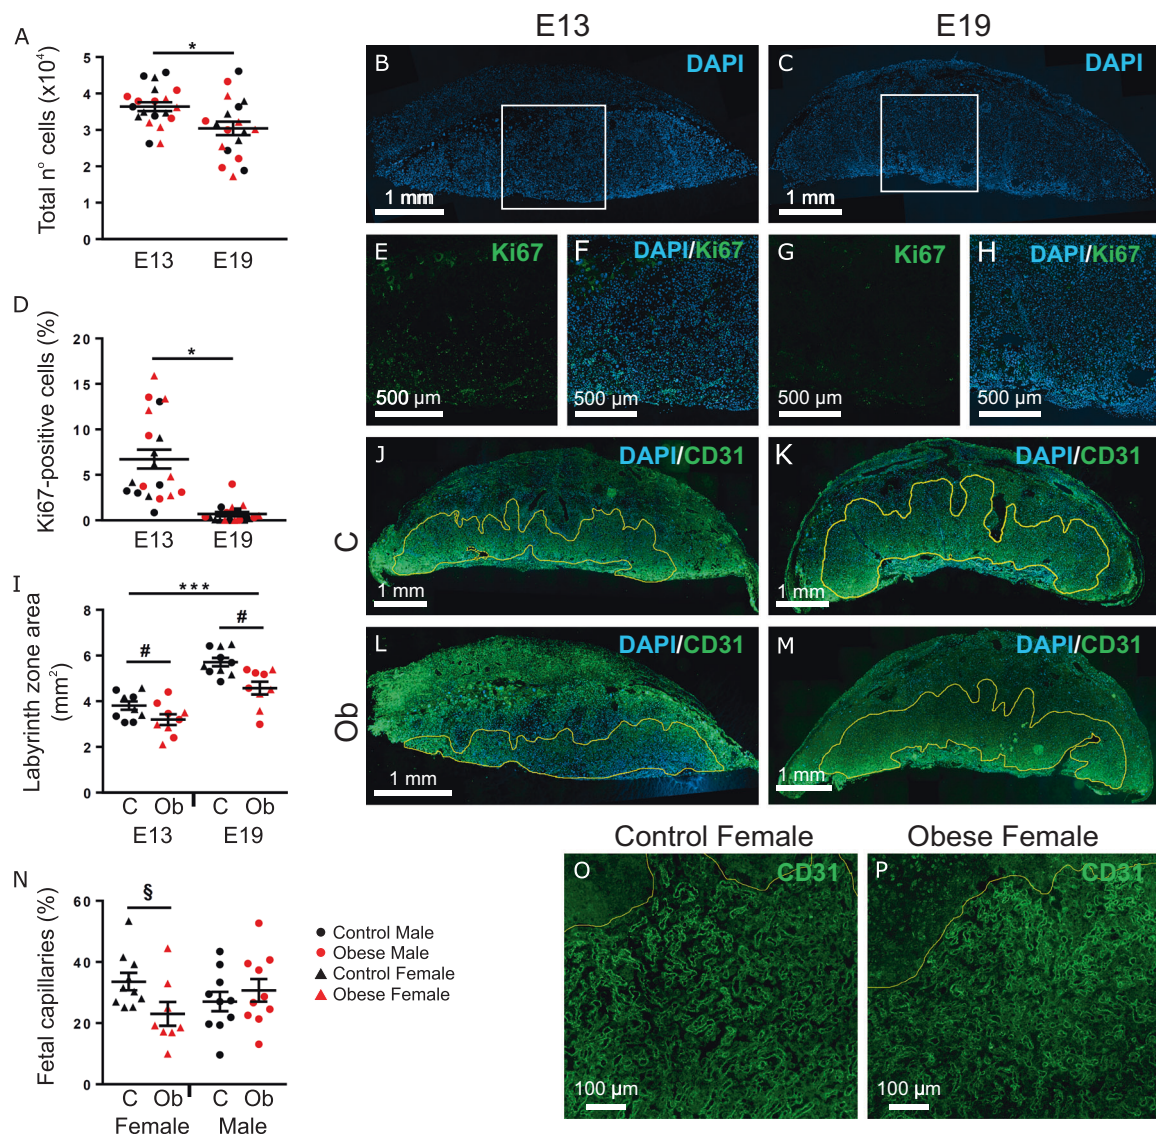 E13
E19
A
Total n° cells (x10⁴)
*
5
4
3
2
1
0
E13
E19
B
DAPI
1 mm
C
DAPI
1 mm
D
Ki67-positive cells (%)
*
20
15
10
5
0
E13
E19
E
Ki67
500 µm
F
DAPI/Ki67
500 µm
G
Ki67
500 µm
H
DAPI/Ki67
500 µm
I
Labyrinth zone area
(mm²)
***
#
#
8
6
4
2
0
C
Ob
C
Ob
E13
E19
C
J
DAPI/CD31
1 mm
K
DAPI/CD31
1 mm
Ob
L
DAPI/CD31
1 mm
M
DAPI/CD31
1 mm
N
Fetal capillaries (%)
§
60
40
20
0
C
Ob
C
Ob
Female
Male
Control Male
Obese Male
Control Female
Obese Female
Control Female
Obese Female
O
CD31
100 µm
P
CD31
100 µm